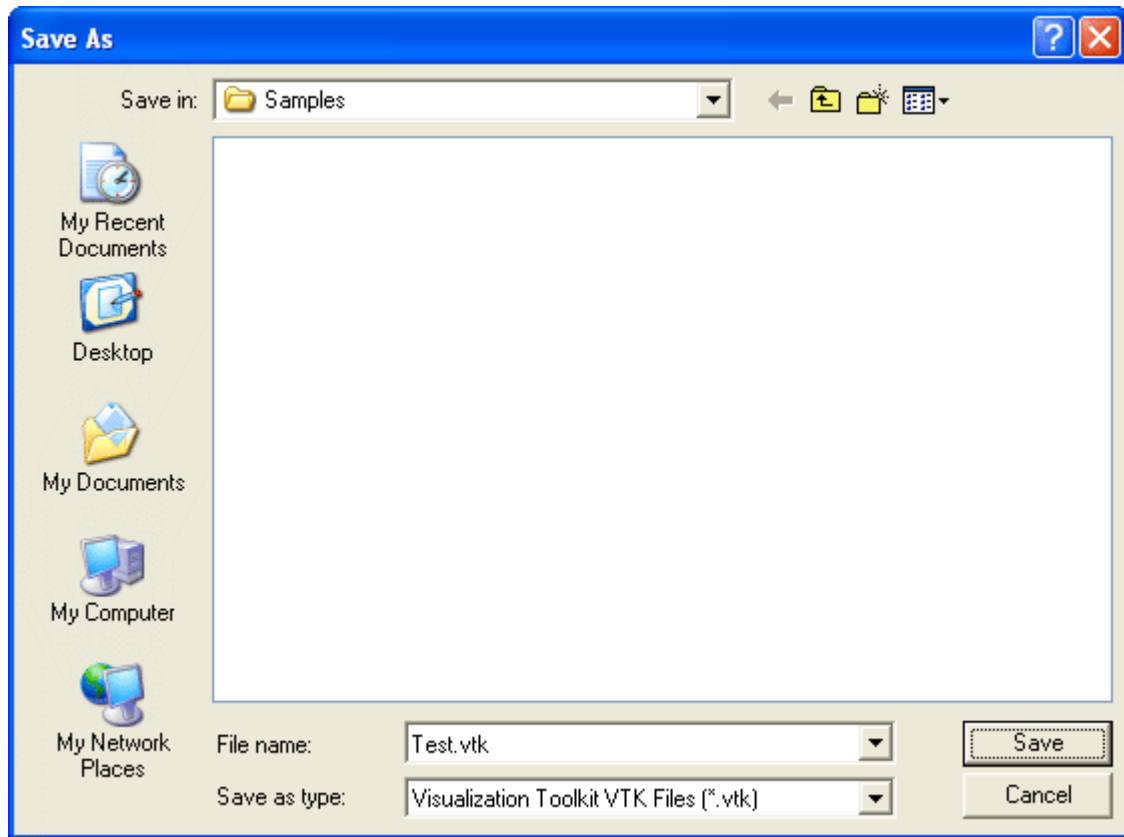 Save As
Save in: Samples
My Recent
Documents
Desktop
My Documents
My Computer
My Network
Places
File name: Test.vtk Save
Save as type: Visualization Toolkit VTK Files (*.vtk) Cancel